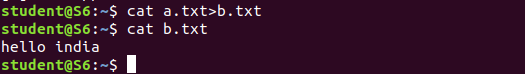 student@S6:~$ cat a.txt>b.txt
student@S6:~$ cat b.txt
hello india
student@S6:~$